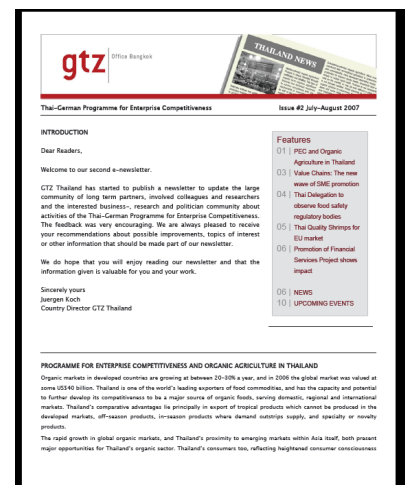 gtz
Office Bangkok
THAILAND NEWS
Thai-German Programme for Enterprise Competitiveness
Issue #2 July-August 2007
INTRODUCTION
Dear Readers,
Welcome to our second e-newsletter.
GTZ Thailand has started to publish a newsletter to update the large
community of long term partners, involved colleagues and researchers
and the interested business-, research and politician community about
activities of the Thai-German Programme for Enterprise Competitiveness.
The feedback was very encouraging. We are always pleased to receive
your recommendations about possible improvements, topics of interest
or other information that should be made part of our newsletter.
We do hope that you will enjoy reading our newsletter and that the
information given is valuable for you and your work.
Sincerely yours
Juergen Koch
Country Director GTZ Thailand
Features
01 | PEC and Organic
Agriculture in Thailand
03 | Value Chains: The new
wave of SME promotion
04 | Thai Delegation to
observe food safety
regulatory bodies
05 | Thai Quality Shrimps for
EU market
06 | Promotion of Financial
Services Project shows
impact
06 | NEWS
10 | UPCOMING EVENTS
PROGRAMME FOR ENTERPRISE COMPETITIVENESS AND ORGANIC AGRICULTURE IN THAILAND
Organic markets in developed countries are growing at between 20-30% a year, and in 2006 the global market was valued at
some US$40 billion. Thailand is one of the world's leading exporters of food commodities, and has the capacity and potential
to further develop its competitiveness to be a major source of organic foods, serving domestic, regional and international
markets. Thailand's comparative advantages lie principally in export of tropical products which cannot be produced in the
developed markets, off-season products, in-season products where demand outstrips supply, and specialty or novelty
products.
The rapid growth in global organic markets, and Thailand's proximity to emerging markets within Asia itself, both present
major opportunities for Thailand's organic sector. Thailand's consumers too, reflecting heightened consumer consciousness